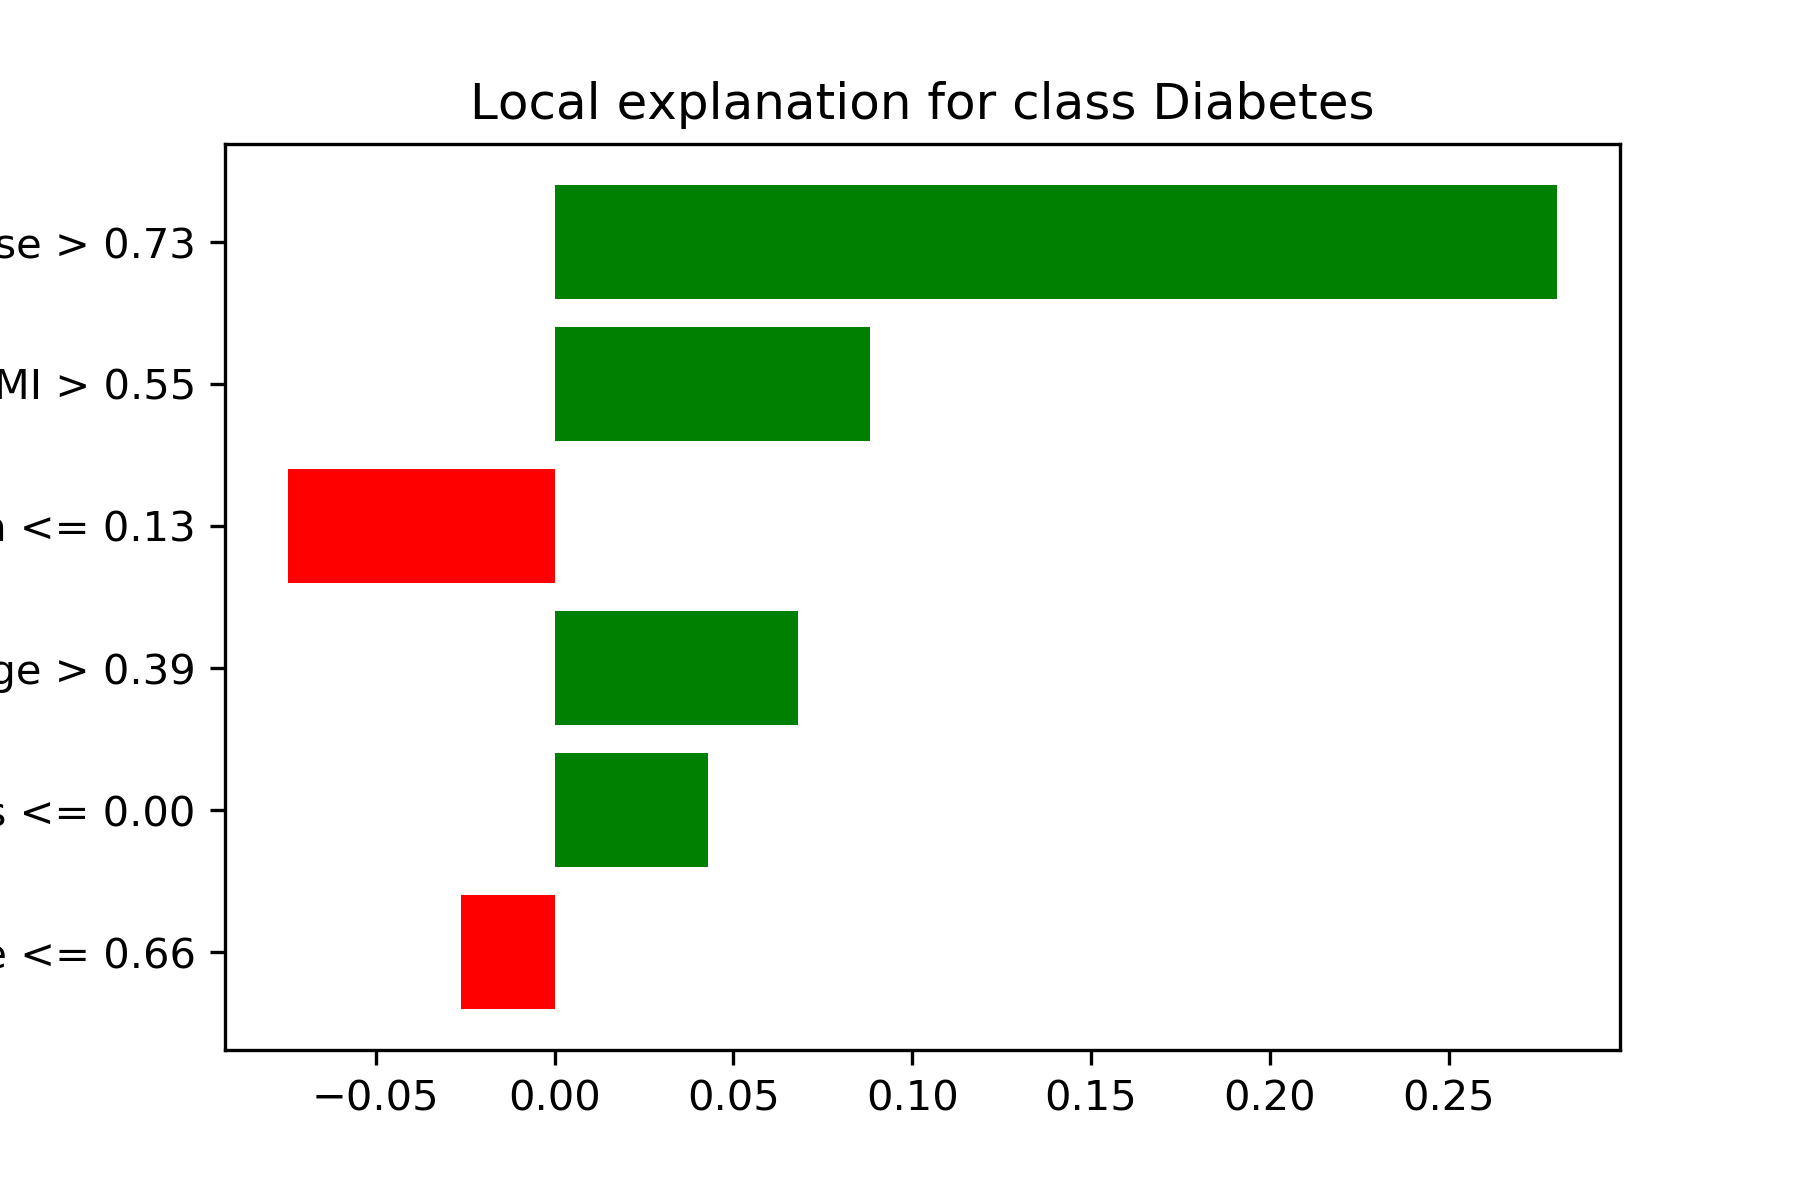 Local explanation for class Diabetes
se > 0.73
MI > 0.55
<= 0.13
ge > 0.39
s <= 0.00
e <= 0.66
−0.05 0.00 0.05 0.10 0.15 0.20 0.25